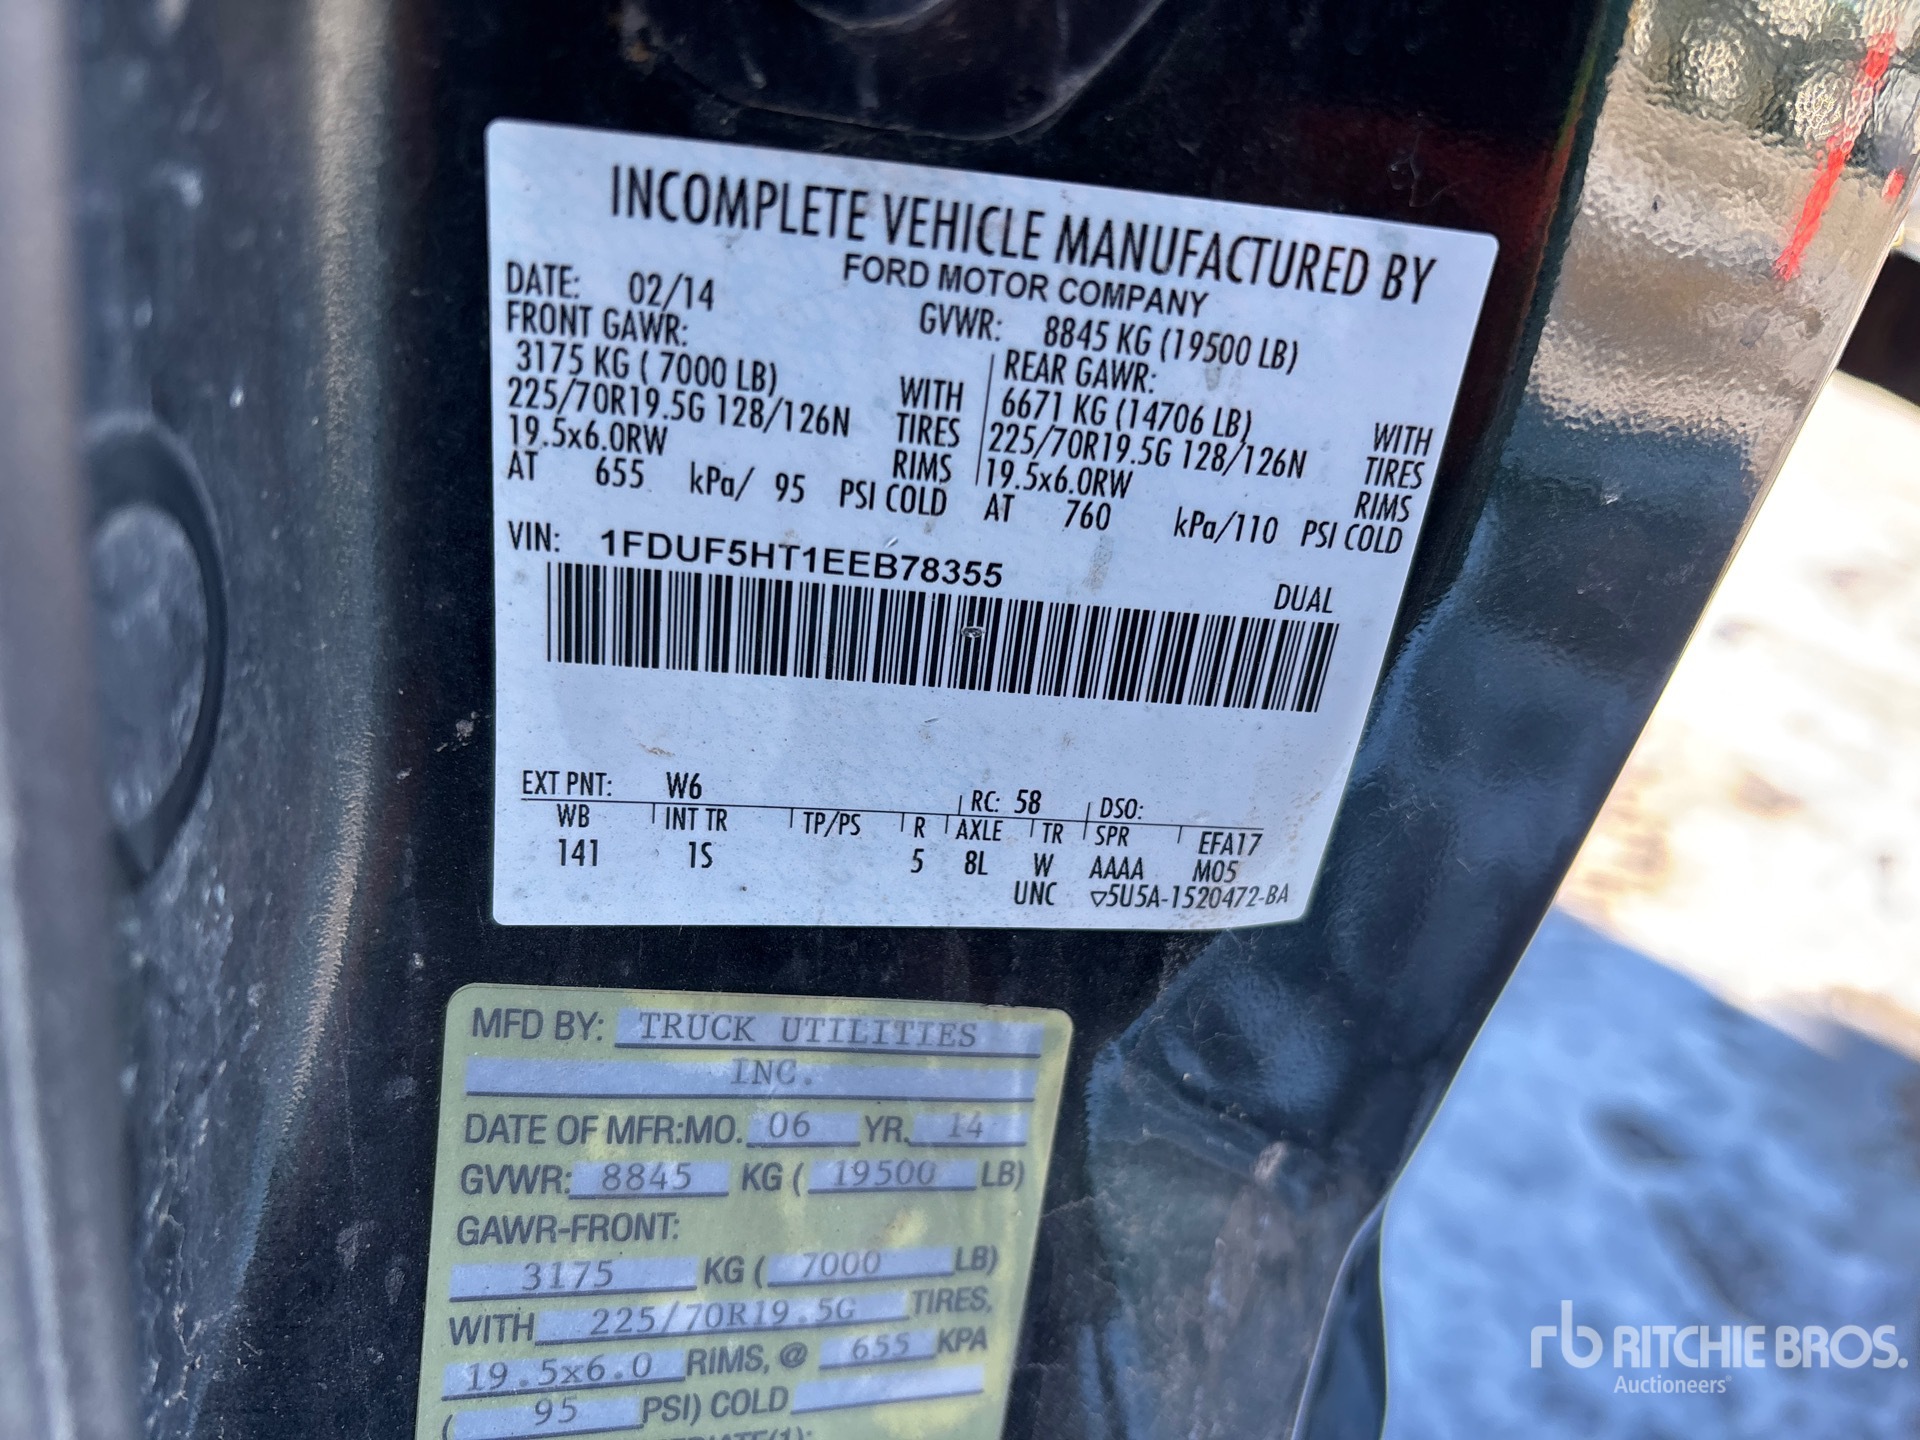 INCOMPLETE VEHICLE MANUFACTURED BY
FORD MOTOR COMPANY
DATE: 02/14
GVWR: 8845 KG (19500 LB)
FRONT GAWR:
3175 KG ( 7000 LB) WITH
225/70R19.5G 128/126N TIRES
19.5x6.0RW RIMS
AT 655 kPa/ 95 PSI COLD
REAR GAWR:
6671 KG (14706 LB) WITH
225/70R19.5G 128/126N TIRES
19.5x6.0RW RIMS
AT 760 kPa/110 PSI COLD
VIN: 1FDUF5HT1EEB78355
DUAL
EXT PNT: W6 RC: 58 DSO:
WB INT TR TP/PS R AXLE TR SPR EFA17
141 1S 5 8L W AAAA M05
UNC ▽5U5A-1520472-BA
MFD BY: TRUCK UTILITIES
INC.
DATE OF MFR:MO. 06 YR. 14
GVWR: 8845 KG ( 19500 LB)
GAWR-FRONT:
3175 KG ( 7000 LB)
WITH 225/70R19.5G TIRES,
19.5x6.0 RIMS, @ 655 KPA
( 95 PSI) COLD
rb RITCHIE BROS.
Auctioneers